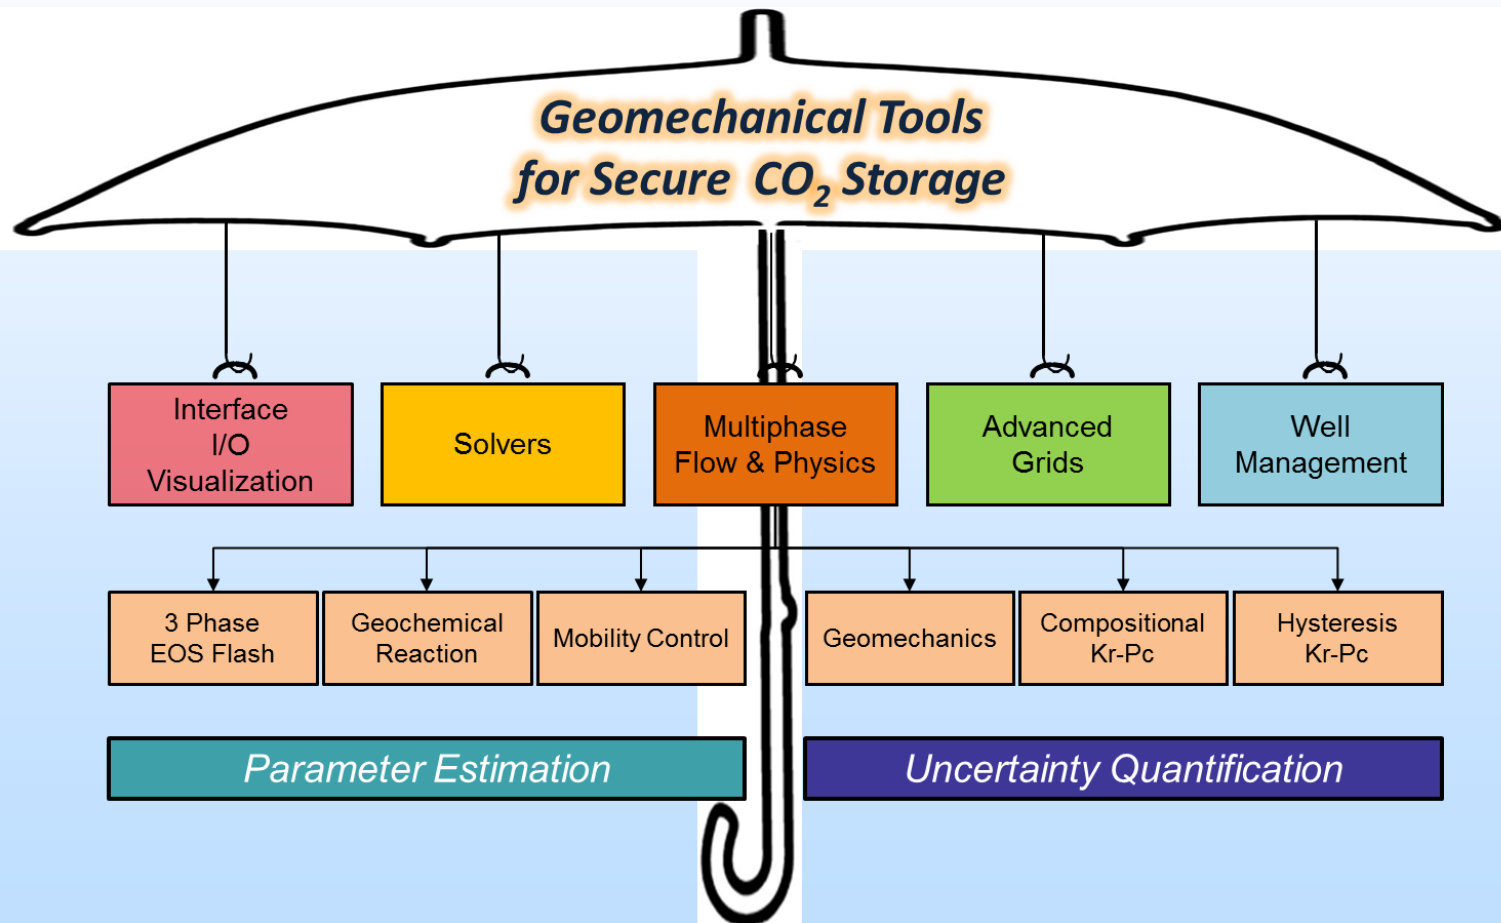 Geomechanical Tools
for Secure CO₂ Storage
Interface
I/O
Visualization
Solvers
Multiphase
Flow & Physics
Advanced
Grids
Well
Management
3 Phase
EOS Flash
Geochemical
Reaction
Mobility Control
Geomechanics
Compositional
Kr-Pc
Hysteresis
Kr-Pc
Parameter Estimation
Uncertainty Quantification